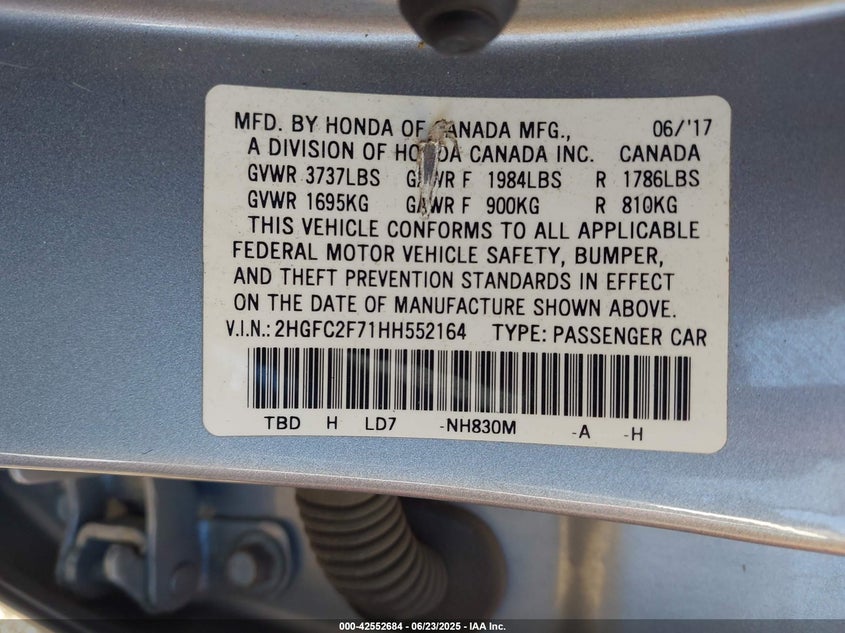 MFD. BY HONDA OF CANADA MFG., 06/'17
A DIVISION OF HONDA CANADA INC. CANADA
GVWR 3737LBS GAWR F 1984LBS R 1786LBS
GVWR 1695KG GAWR F 900KG R 810KG
THIS VEHICLE CONFORMS TO ALL APPLICABLE
FEDERAL MOTOR VEHICLE SAFETY, BUMPER,
AND THEFT PREVENTION STANDARDS IN EFFECT
ON THE DATE OF MANUFACTURE SHOWN ABOVE.
V.I.N.: 2HGFC2F71HH552164 TYPE: PASSENGER CAR
TBD H LD7 -NH830M -A -H
000-42552684 | 06/23/2025 - IAA Inc.